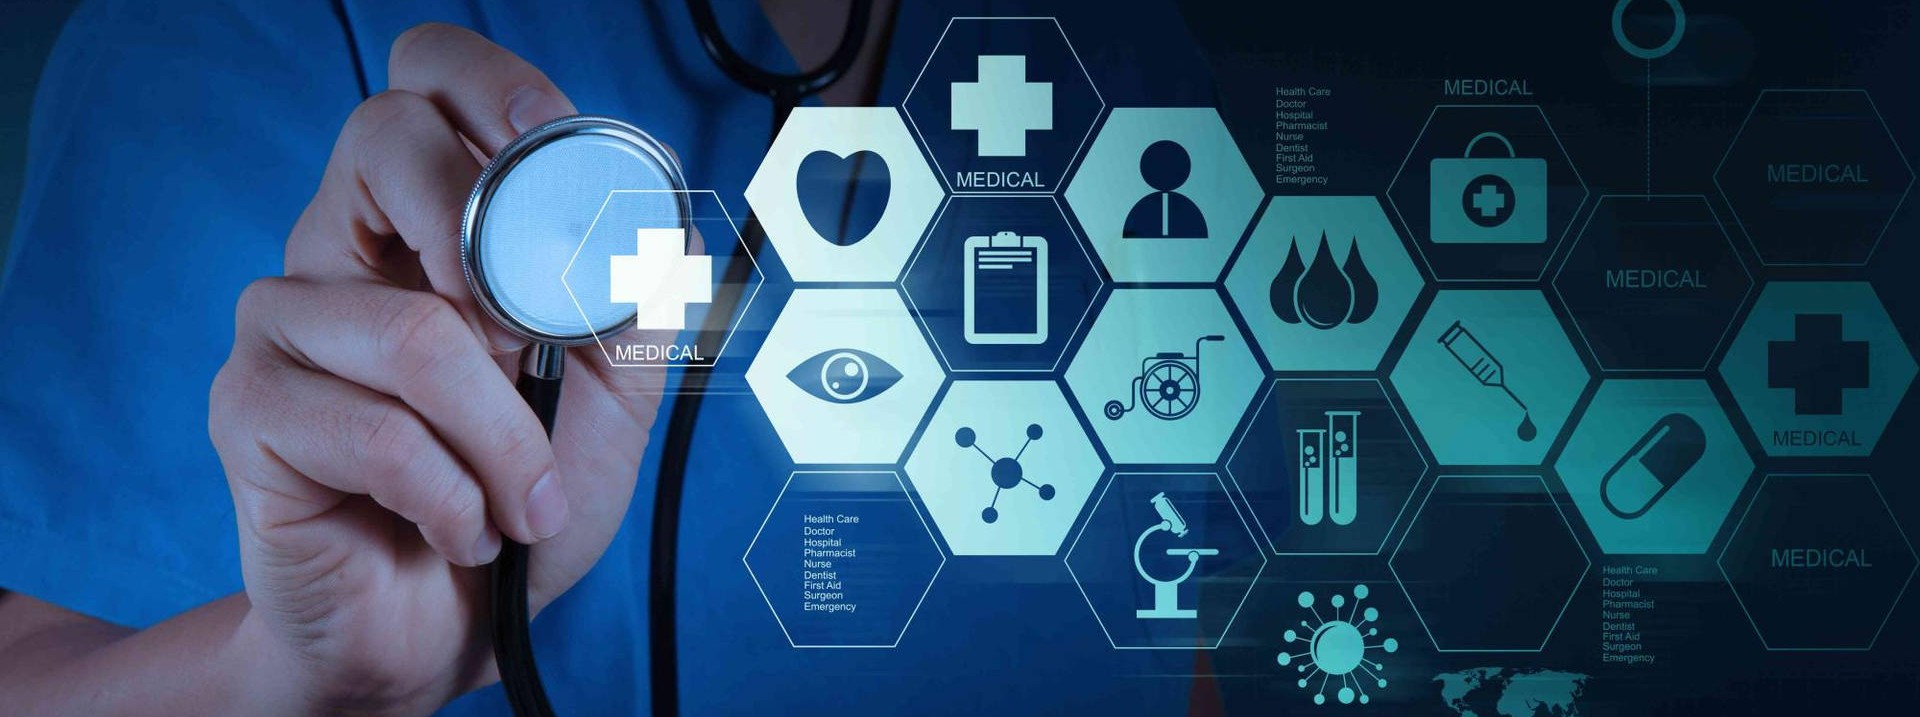 MEDICAL
MEDICAL
Health Care
Doctor
Hospital
Pharmacist
Nurse
Dentist
First Aid
Surgeon
Emergency
Health Care
Doctor
Hospital
Pharmacist
Nurse
Dentist
First Aid
Surgeon
Emergency
MEDICAL
MEDICAL
MEDICAL
MEDICAL
MEDICAL
Health Care
Doctor
Hospital
Pharmacist
Nurse
Dentist
First Aid
Surgeon
Emergency